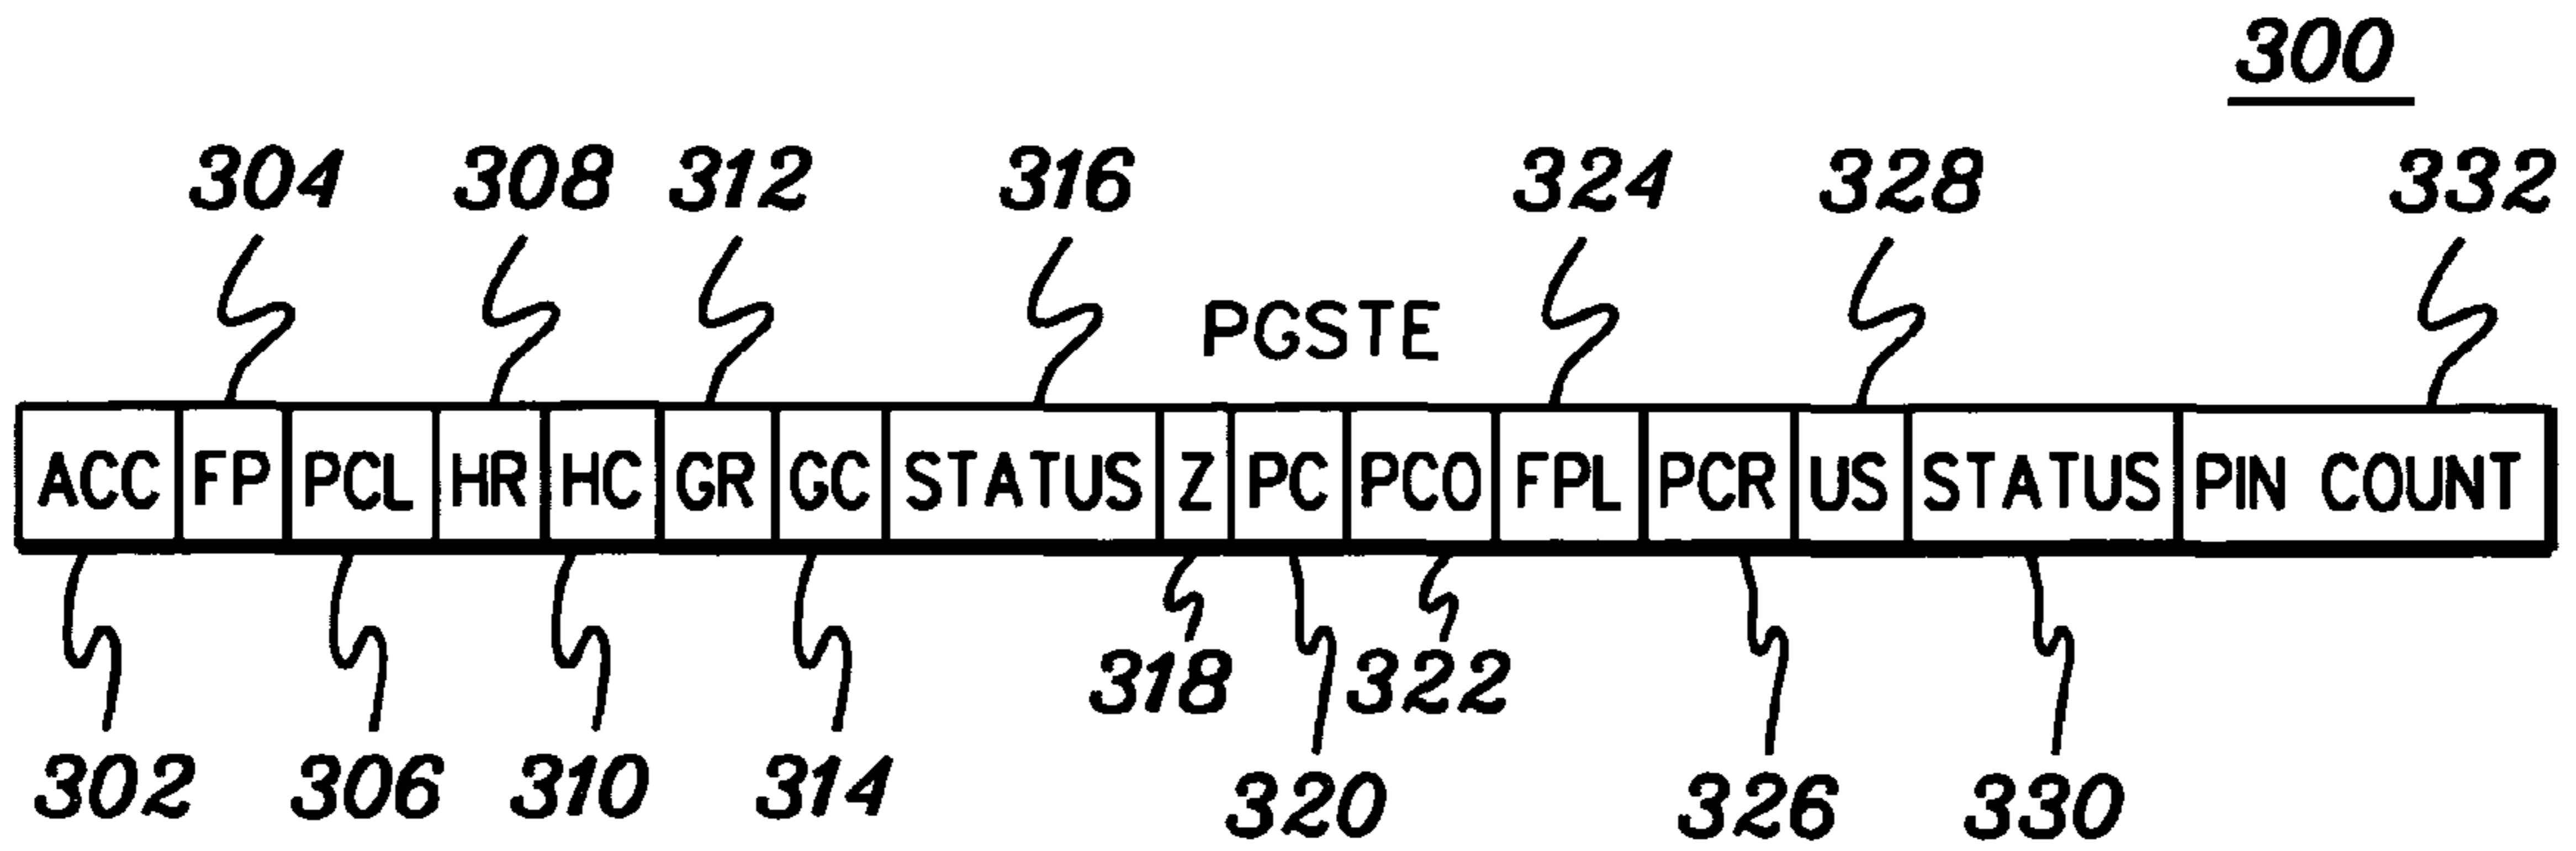 300
304 308 312 316 324 328 332
PGSTE
ACC FP PCL HR HC GR GC STATUS Z PC PCO FPL PCR US STATUS PIN COUNT
318 322
302 306 310 314 320 326 330